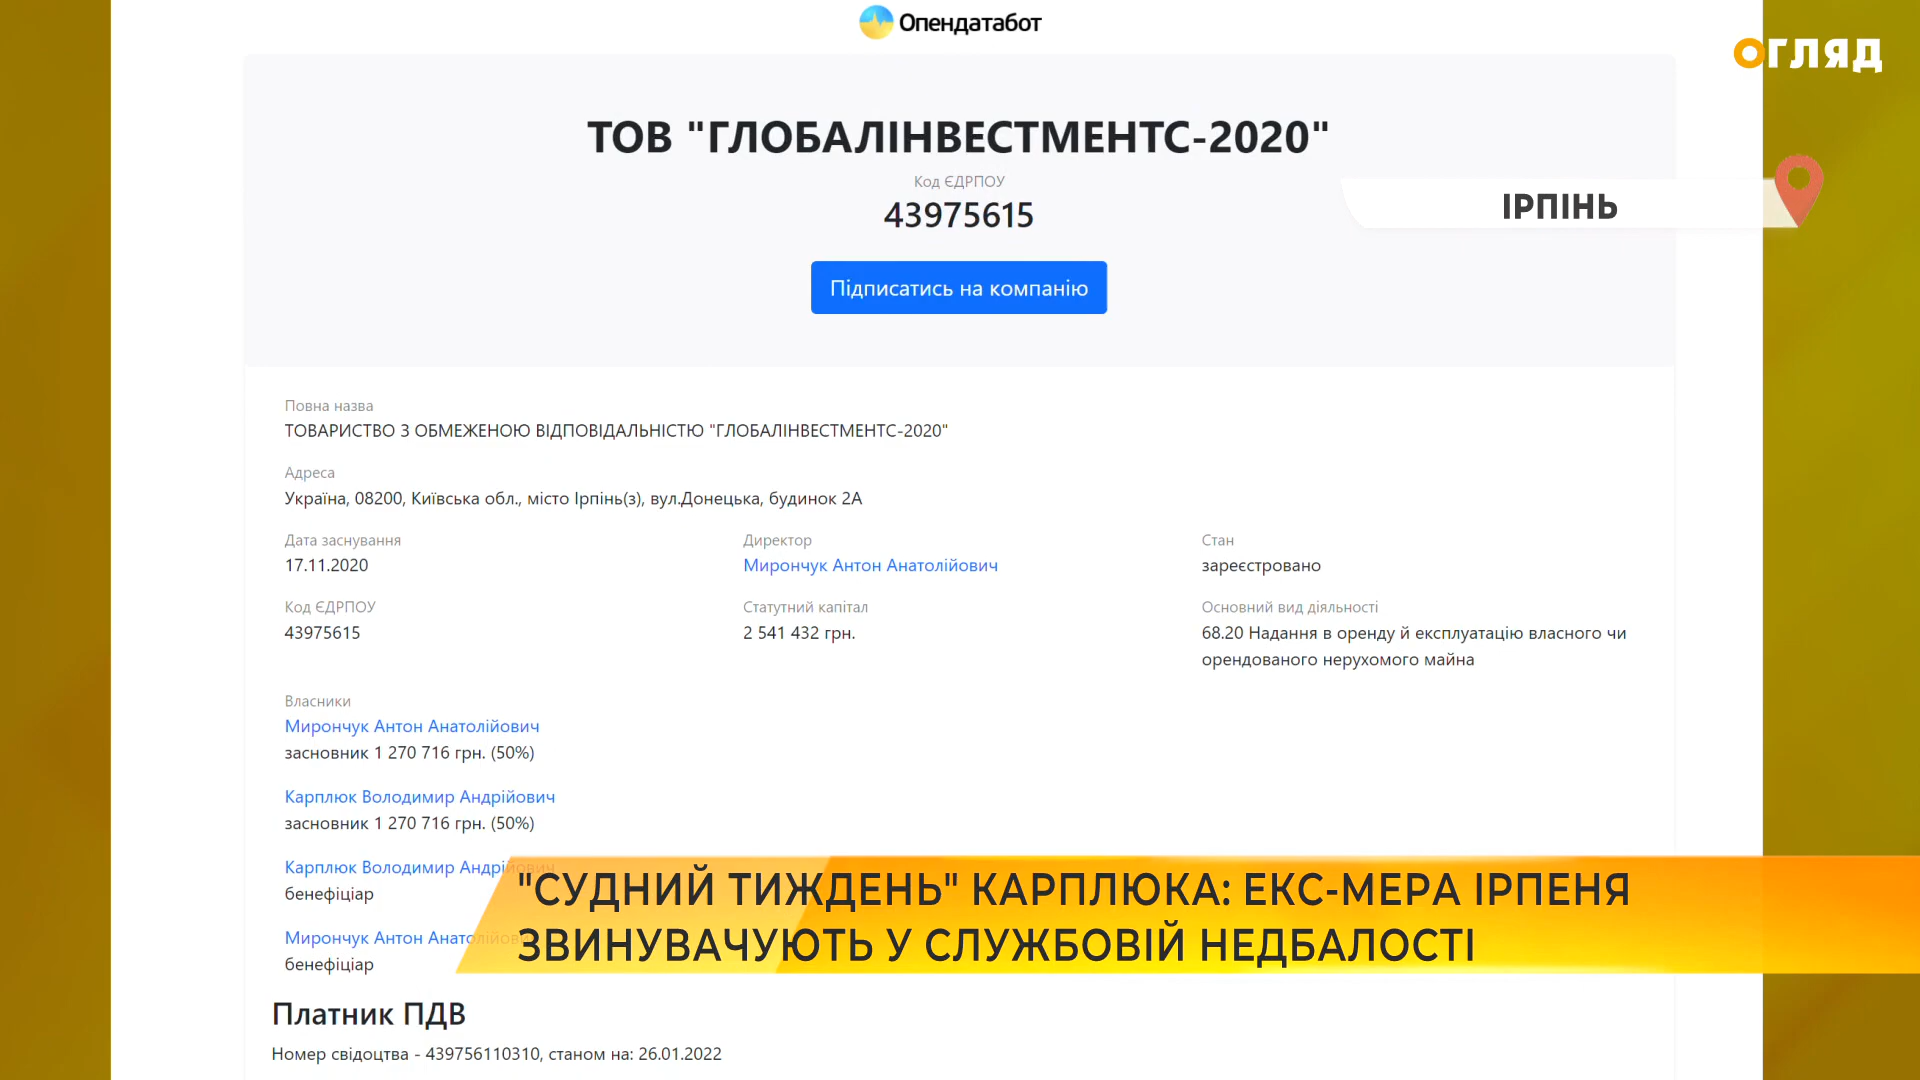 Опендатабот
ОГЛЯД
ТОВ "ГЛОБАЛІНВЕСТМЕНТС-2020"
Код ЄДРПОУ
43975615
ІРПІНЬ
Підписатись на компанію
Повна назва
ТОВАРИСТВО З ОБМЕЖЕНОЮ ВІДПОВІДАЛЬНІСТЮ "ГЛОБАЛІНВЕСТМЕНТС-2020"
Адреса
Україна, 08200, Київська обл., місто Ірпінь(з), вул.Донецька, будинок 2А
Дата заснування
17.11.2020
Директор
Мирончук Антон Анатолійович
Стан
зареєстровано
Код ЄДРПОУ
43975615
Статутний капітал
2 541 432 грн.
Основний вид діяльності
68.20 Надання в оренду й експлуатацію власного чи
орендованого нерухомого майна
Власники
Мирончук Антон Анатолійович
засновник 1 270 716 грн. (50%)
Карплюк Володимир Андрійович
засновник 1 270 716 грн. (50%)
Карплюк Володимир Андрійович
бенефіціар
Мирончук Антон
бенефіціар
"СУДНИЙ ТИЖДЕНЬ" КАРПЛЮКА: ЕКС-МЕРА ІРПЕНЯ
ЗВИНУВАЧУЮТЬ У СЛУЖБОВІЙ НЕДБАЛОСТІ
Платник ПДВ
Номер свідоцтва - 439756110310, станом на: 26.01.2022